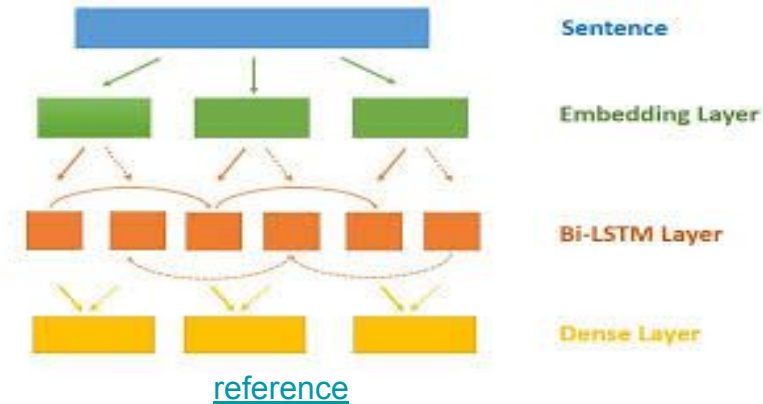 Sentence
Embedding Layer
Bi-LSTM Layer
Dense Layer
reference